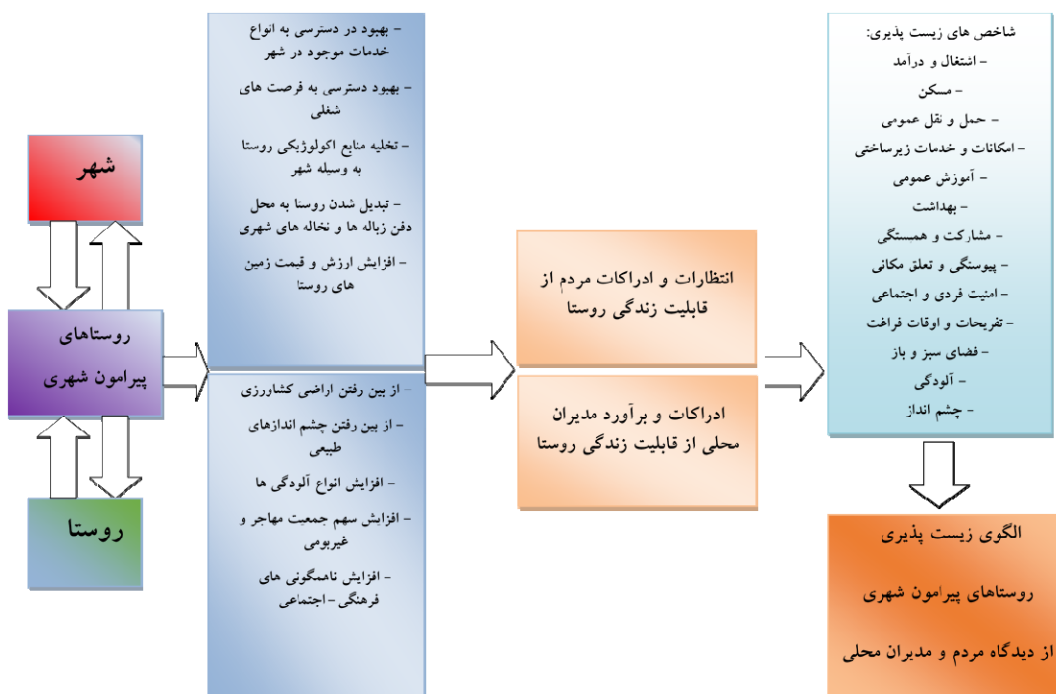 شهر
روستاهای
پیرامون شهری
روستا
- بهبود در دسترسی به انواع
خدمات موجود در شهر
- بهبود دسترسی به فرصت های
شغلی
- تخلیه منابع اکولوژیکی روستا
به وسیله شهر
- تبدیل شدن روستا به محل
دفن زباله ها و نخاله های شهری
- افزایش ارزش و قیمت زمین
های روستا
- از بین رفتن اراضی کشاورزی
- از بین رفتن چشم اندازهای
طبیعی
- افزایش انواع آلودگی ها
- افزایش سهم جمعیت مهاجر و
غیربومی
- افزایش ناهمگونی های
فرهنگی - اجتماعی
انتظارات و ادراکات مردم از
قابلیت زندگی روستا
ادراکات و برآورد مدیران
محلی از قابلیت زندگی روستا
شاخص های زیست پذیری:
- اشتغال و درآمد
- مسکن
- حمل و نقل عمومی
- امکانات و خدمات زیرساختی
- آموزش عمومی
- بهداشت
- مشارکت و همبستگی
- پیوستگی و تعلق مکانی
- امنیت فردی و اجتماعی
- تفریحات و اوقات فراغت
- فضای سبز و باز
- آلودگی
- چشم انداز
الگوی زیست پذیری
روستاهای پیرامون شهری
از دیدگاه مردم و مدیران محلی